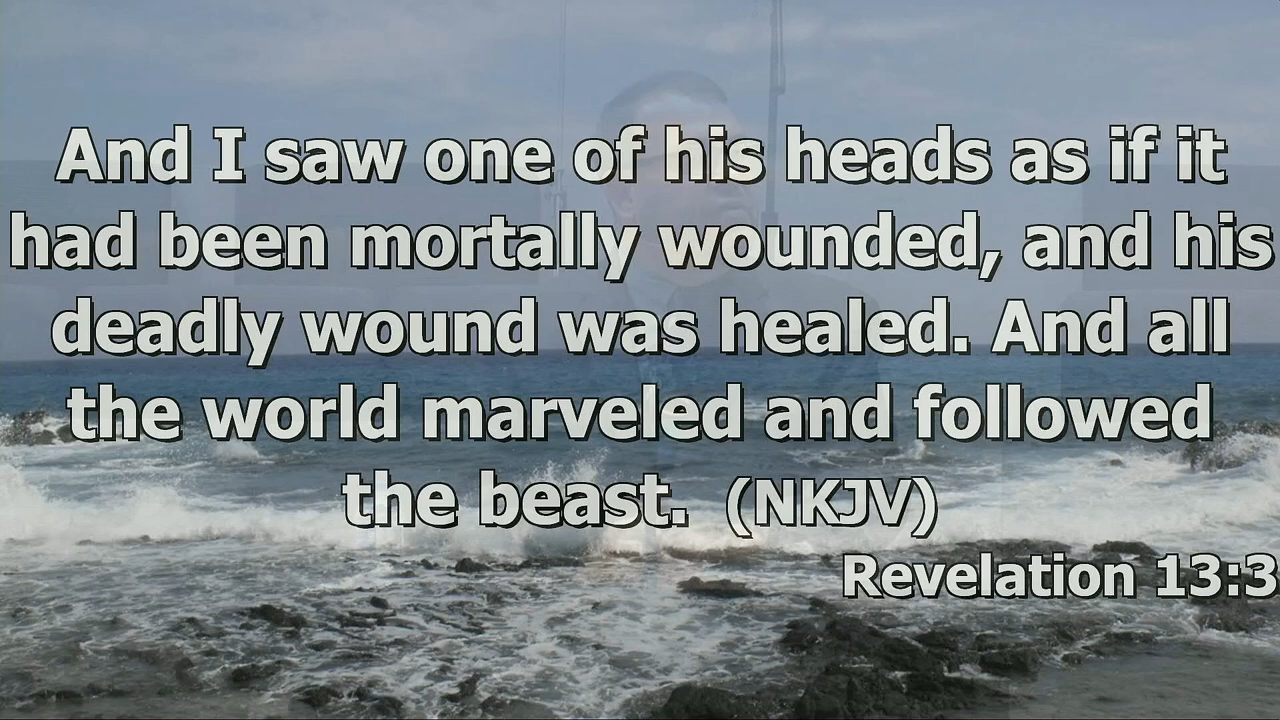 And I saw one of his heads as if it
had been mortally wounded, and his
deadly wound was healed. And all
the world marveled and followed
the beast. (NKJV)
Revelation 13:3